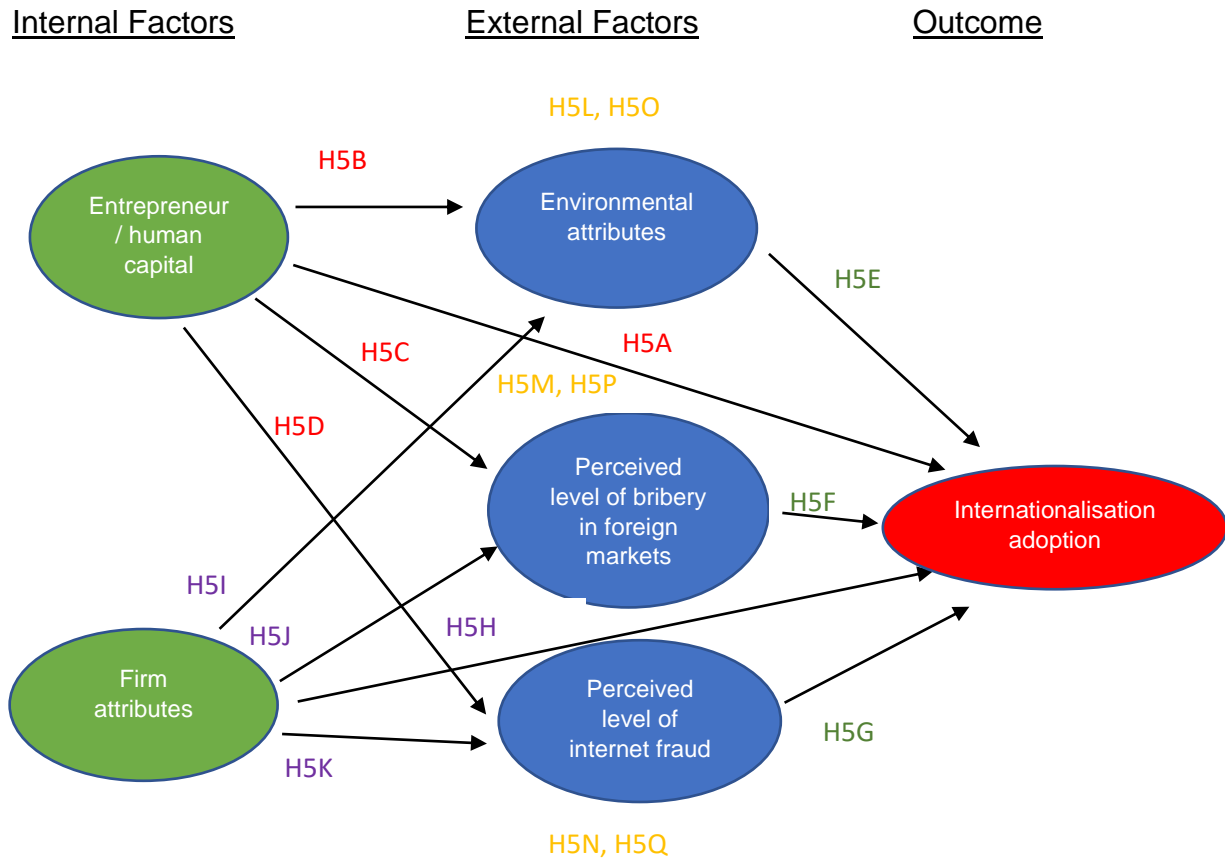 Internal Factors
External Factors
Outcome
H5L, H5O
H5B
Entrepreneur
/ human
capital
Environmental
attributes
H5E
H5A
H5C
H5M, H5P
H5D
Perceived
level of bribery
in foreign
markets
H5F
Internationalisation
adoption
H5I
H5J
H5H
Firm
attributes
Perceived
level of
internet fraud
H5G
H5K
H5N, H5Q